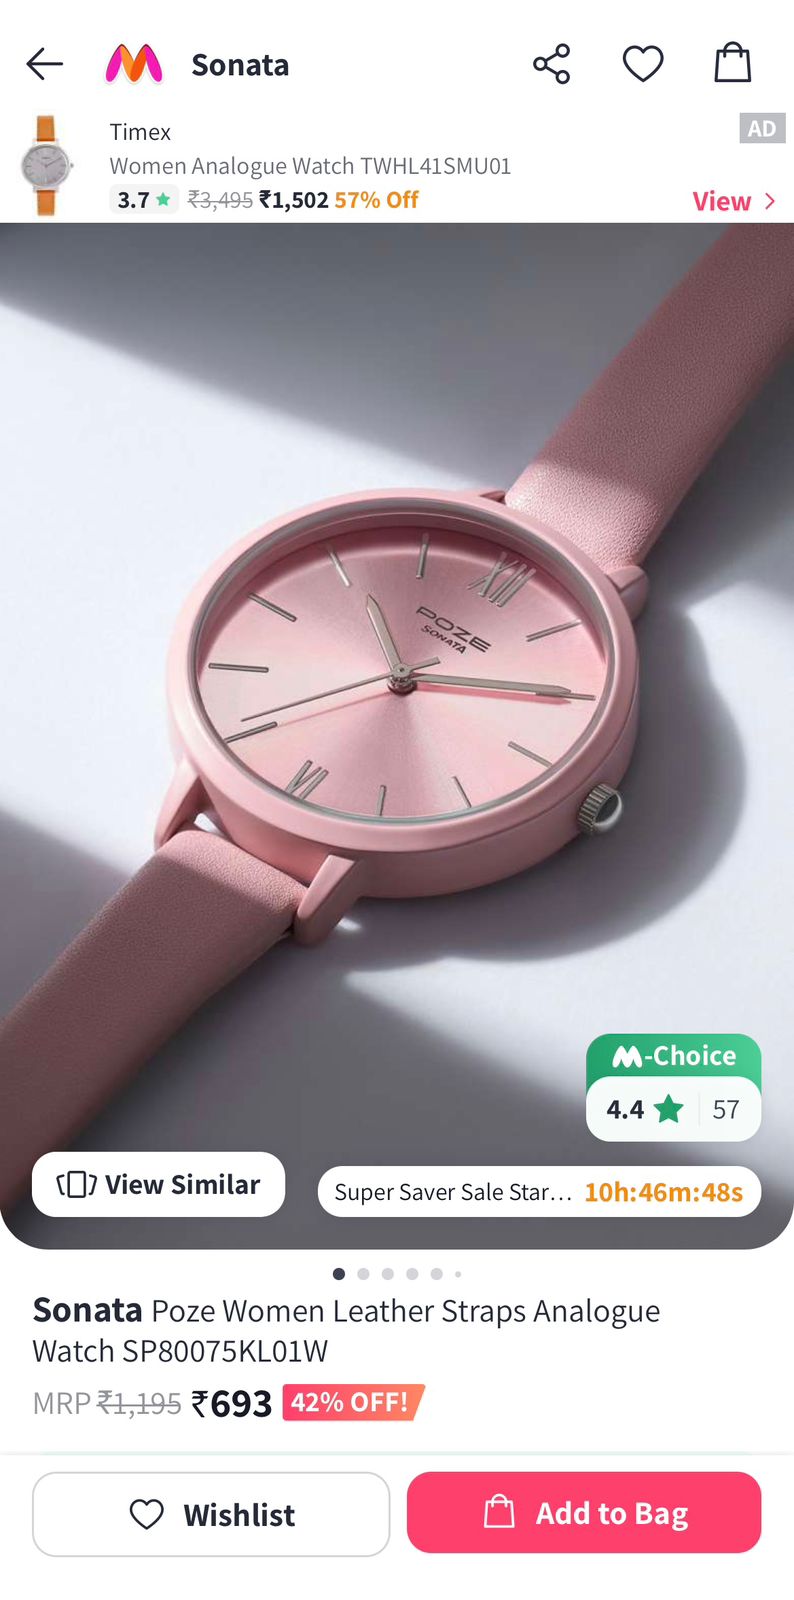 Sonata
AD
Timex
Women Analogue Watch TWHL41SMU01
3.7 ★ ₹3,495 ₹1,502 57% Off
View >
XII
POZE
SONATA
VI
-Choice
4.4 ★ | 57
View Similar
Super Saver Sale Star... 10h:46m:48s
Sonata Poze Women Leather Straps Analogue
Watch SP80075KL01W
MRP ₹1,195 ₹693 42% OFF!
Wishlist
Add to Bag